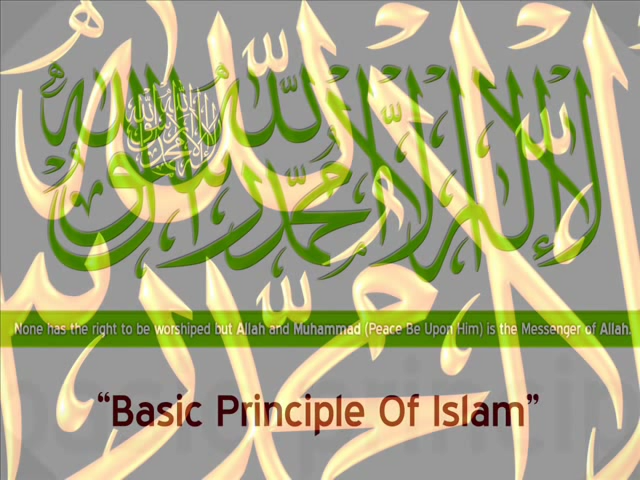 لا إله إلا الله محمد رسول الله
None has the right to be worshiped but Allah and Muhammad (Peace Be Upon Him) is the Messenger of Allah.
“Basic Principle Of Islam”